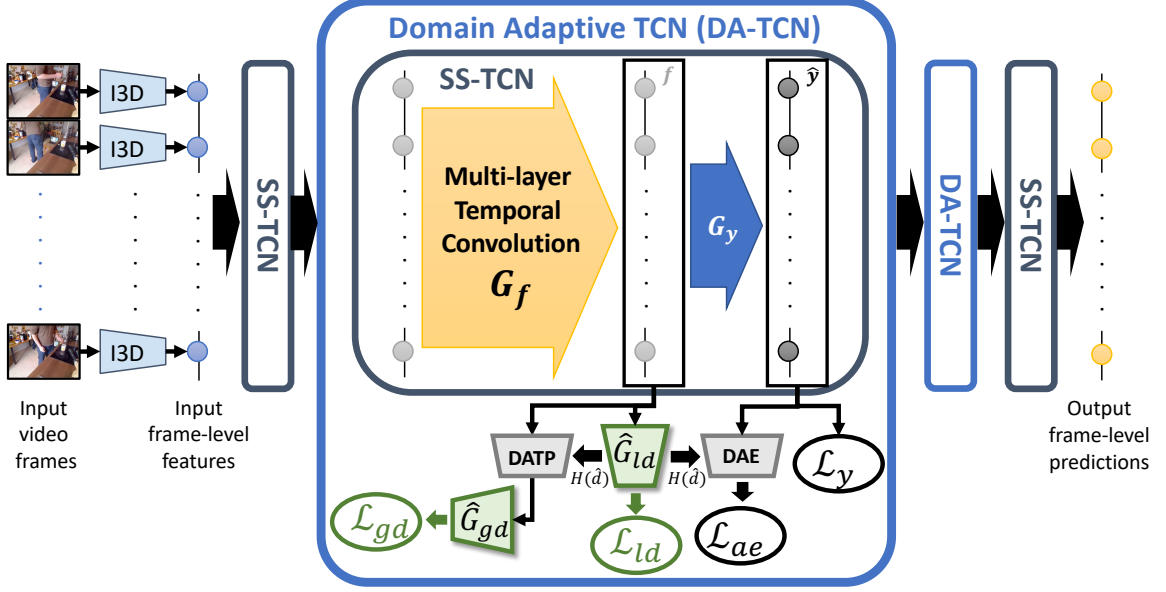 Domain Adaptive TCN (DA-TCN)
SS-TCN
I3D
I3D
I3D
Input
video
frames
Input
frame-level
features
SS-TCN
Multi-layer
Temporal
Convolution
G_f
f
G_y
ŷ
DATP
H(d̂)
Ĝ_ld
H(d̂)
DAE
ℒ_y
ℒ_gd
Ĝ_gd
ℒ_ld
ℒ_ae
DA-TCN
SS-TCN
Output
frame-level
predictions